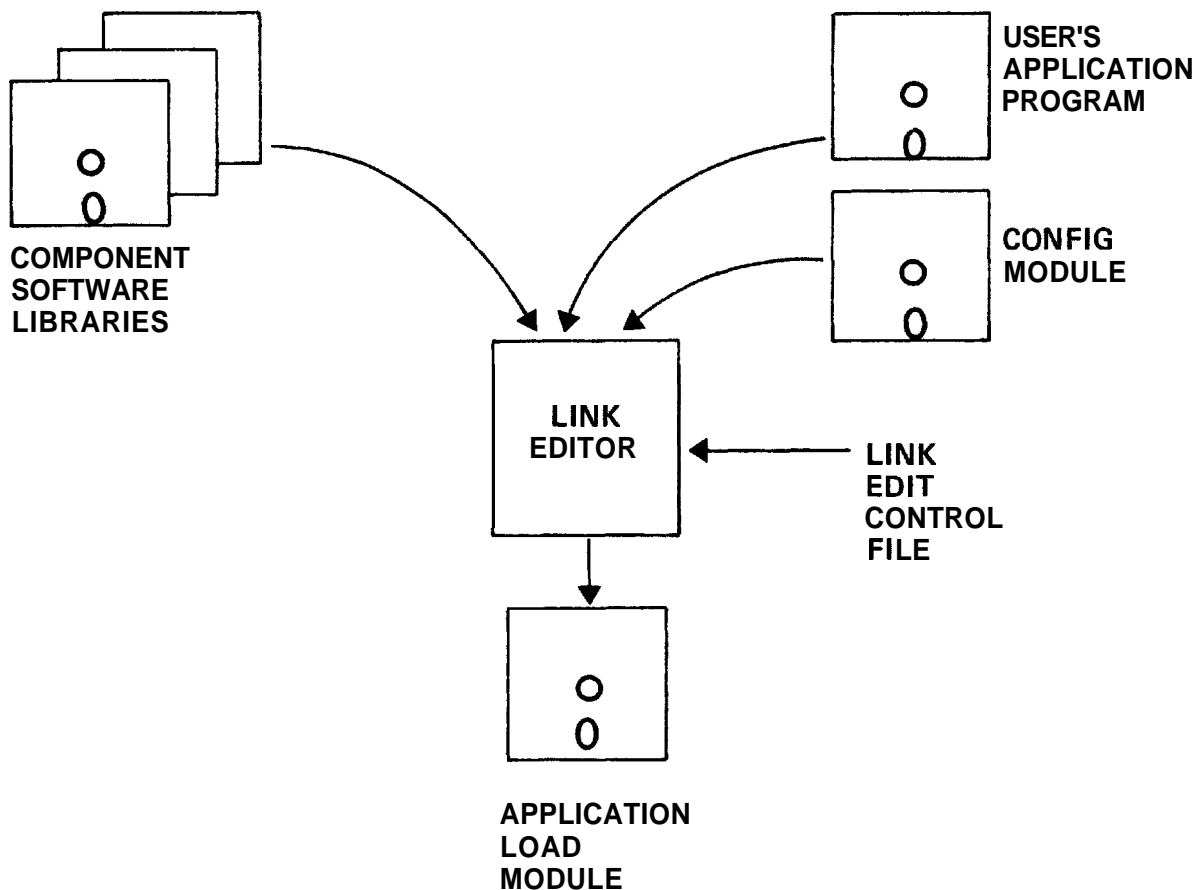 USER'S
APPLICATION
PROGRAM
COMPONENT
SOFTWARE
LIBRARIES
CONFIG
MODULE
LINK
EDITOR
LINK
EDIT
CONTROL
FILE
APPLICATION
LOAD
MODULE